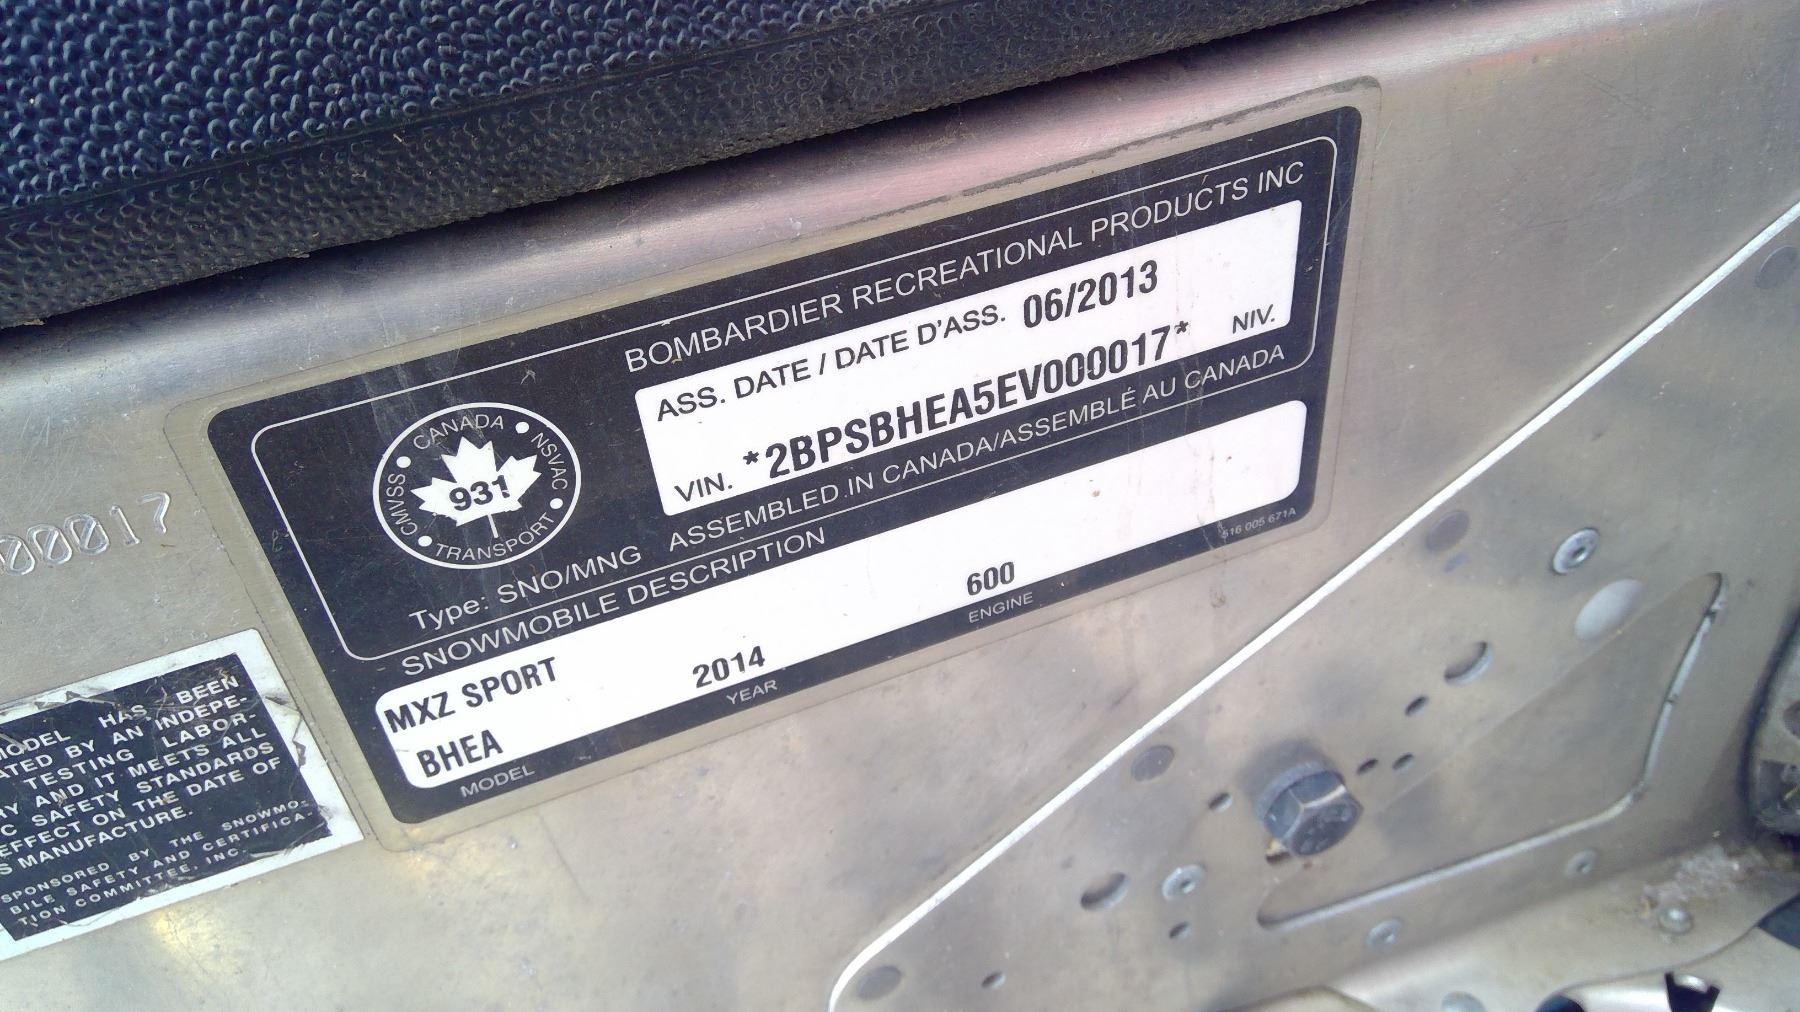 BOMBARDIER RECREATIONAL PRODUCTS INC
ASS. DATE / DATE D'ASS. 06/2013
VIN. *2BPSBHEA5EV000017* NIV.
CANADA
NSVAC
TRANSPORT
CMVSS
931
Type: SNO/MNG ASSEMBLED IN CANADA/ASSEMBLÉ AU CANADA
SNOWMOBILE DESCRIPTION
516 005 671A
MXZ SPORT 2014 600
BHEA
MODEL YEAR ENGINE
00017
MODEL HAS BEEN
ATED BY AN INDEPE-
TESTING LABOR-
RY AND IT MEETS ALL
C SAFETY STANDARDS
EFFECT ON THE DATE OF
S MANUFACTURE.
SPONSORED BY THE SNOWMO-
BILE SAFETY AND CERTIFICA-
TION COMMITTEE, INC.